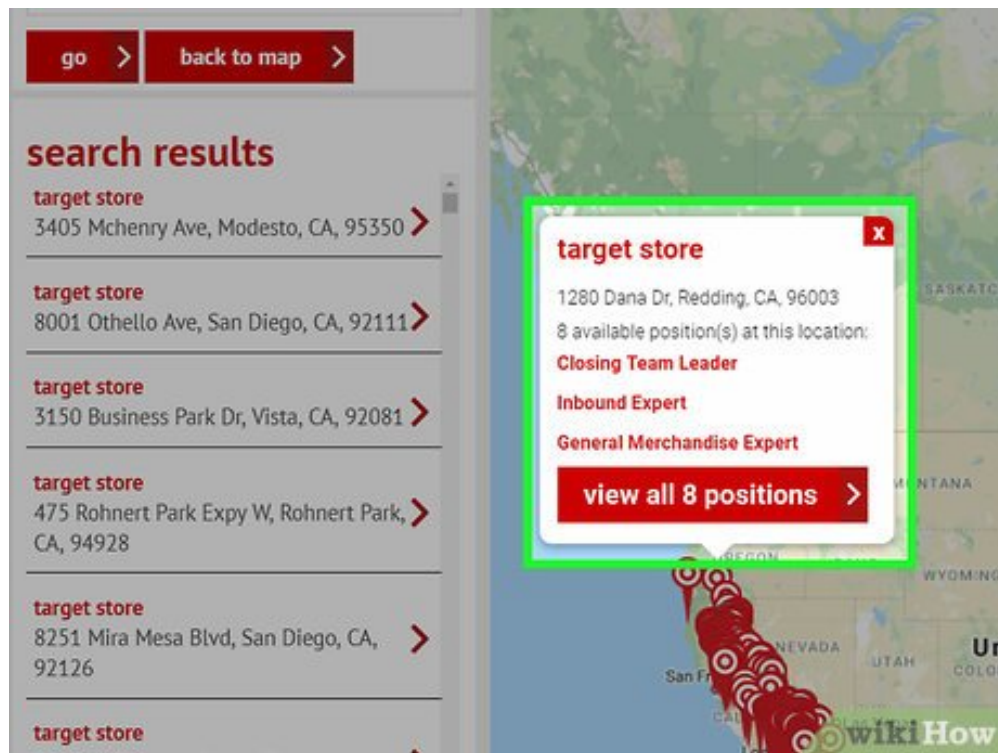 go
back to map
search results
target store
3405 Mchenry Ave, Modesto, CA, 95350
target store
8001 Othello Ave, San Diego, CA, 92111
target store
3150 Business Park Dr, Vista, CA, 92081
target store
475 Rohnert Park Expy W, Rohnert Park,
CA, 94928
target store
8251 Mira Mesa Blvd, San Diego, CA,
92126
target store
x
target store
1280 Dana Dr, Redding, CA, 96003
8 available position(s) at this location:
Closing Team Leader
Inbound Expert
General Merchandise Expert
view all 8 positions
OREGON
WYOMING
NEVADA
UTAH
San Fr
wikiHow